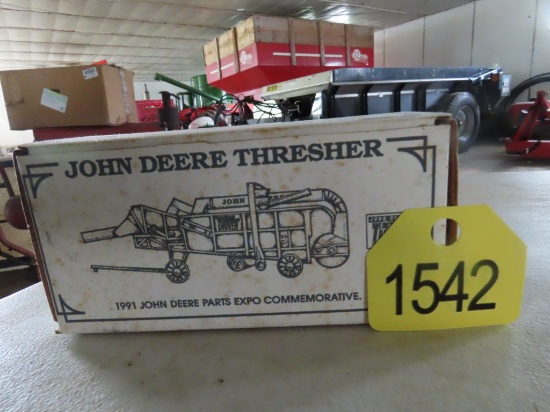 JOHN DEERE THRESHER
JOHN
1991 JOHN DEERE PARTS EXPO COMMEMORATIVE.
1542